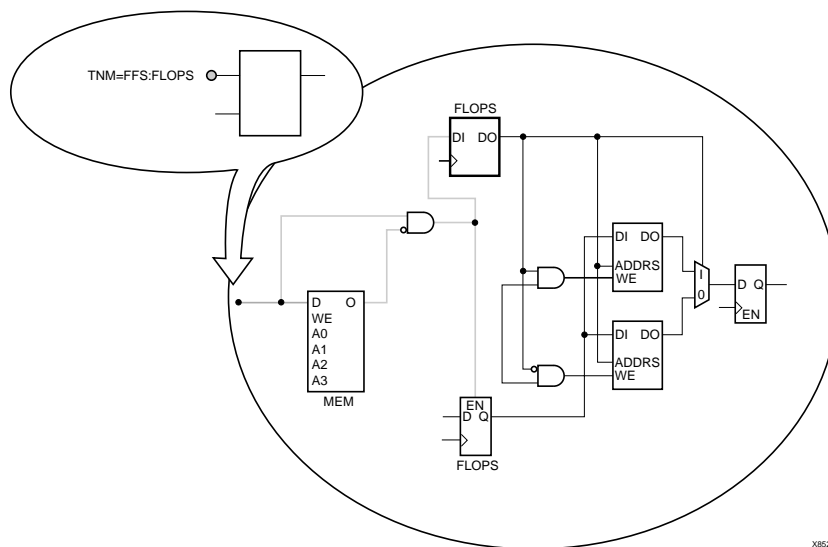 TNM=FFS:FLOPS
FLOPS
DI DO
DI DO
ADDRS
WE
I
0
D Q
EN
D O
WE
A0
A1
A2
A3
MEM
DI DO
ADDRS
WE
EN
D Q
FLOPS